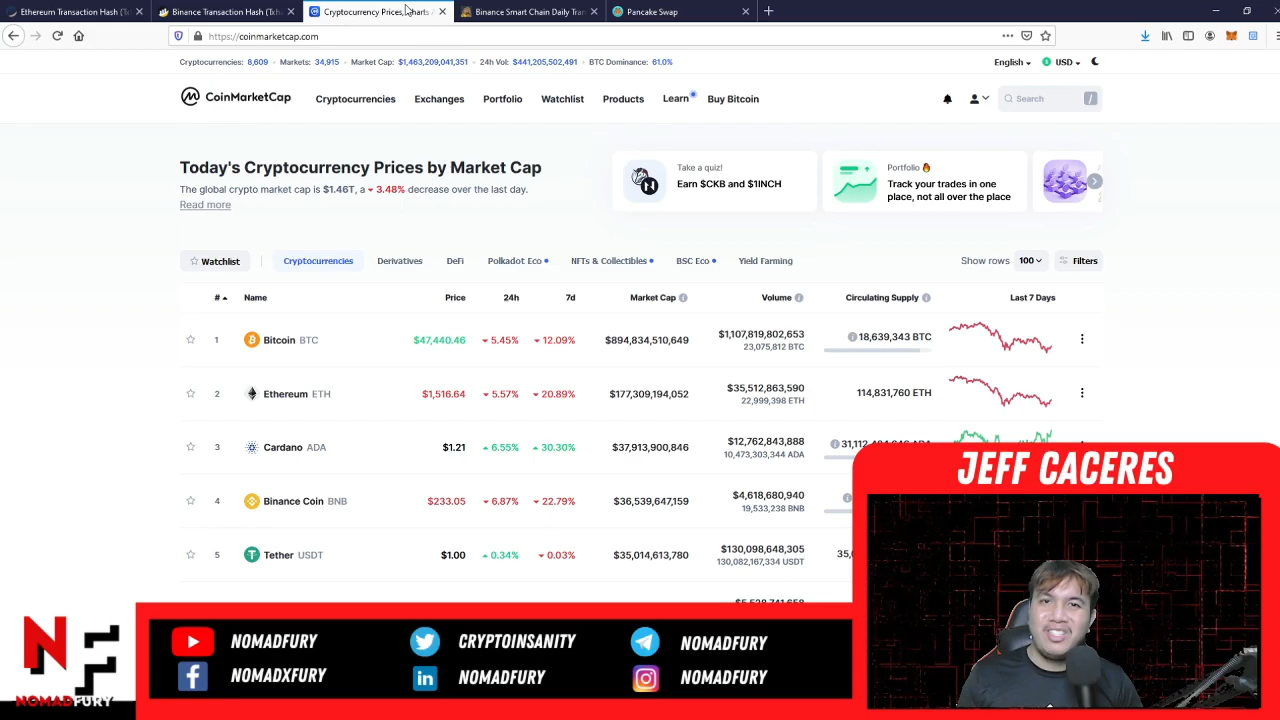 Ethereum Transaction Hash (Txh
Binance Transaction Hash (Txha
Cryptocurrency Prices, Charts A
Binance Smart Chain Daily Tran
Pancake Swap
https://coinmarketcap.com
Cryptocurrencies: 8,609 Markets: 34,915 Market Cap: $1,463,209,041,351 24h Vol: $441,205,502,491 BTC Dominance: 61.0%
English USD
CoinMarketCap
Cryptocurrencies Exchanges Portfolio Watchlist Products Learn Buy Bitcoin
Search /
Today's Cryptocurrency Prices by Market Cap
The global crypto market cap is $1.46T, a 3.48% decrease over the last day.
Read more
Take a quiz!
Earn $CKB and $1INCH
Portfolio
Track your trades in one
place, not all over the place
Watchlist Cryptocurrencies Derivatives DeFi Polkadot Eco NFTs & Collectibles BSC Eco Yield Farming Show rows 100 Filters
# Name Price 24h 7d Market Cap Volume Circulating Supply Last 7 Days
1 Bitcoin BTC $47,440.46 5.45% 12.09% $894,834,510,649 $1,107,819,802,653 18,639,343 BTC
23,075,812 BTC
2 Ethereum ETH $1,516.64 5.57% 20.89% $177,309,194,052 $35,512,863,590 114,831,760 ETH
22,999,398 ETH
3 Cardano ADA $1.21 6.55% 30.30% $37,913,900,846 $12,762,843,888
10,473,303,344 ADA
4 Binance Coin BNB $233.05 6.87% 22.79% $36,539,647,159 $4,618,680,940
19,533,238 BNB
5 Tether USDT $1.00 0.34% 0.03% $35,014,613,780 $130,098,648,305
130,082,167,334 USDT
JEFF CACERES
NF
NOMADFURY
NOMADFURY CRYPTOINSANITY NOMADFURY
NOMADXFURY NOMADFURY NOMADFURY